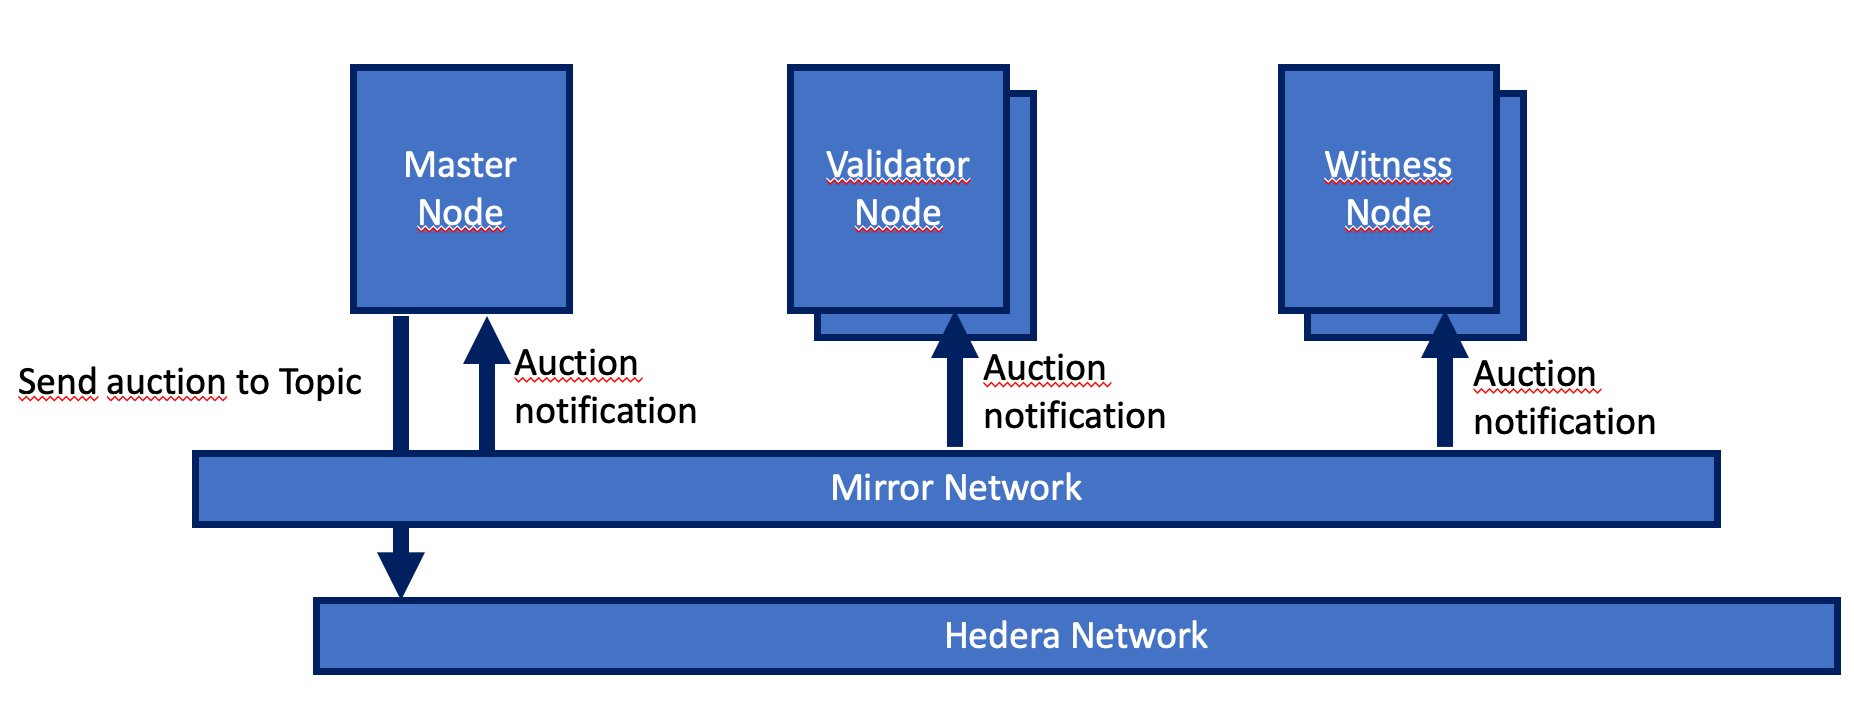 Master
Node
Validator
Node
Witness
Node
Send auction to Topic
Auction
notification
Auction
notification
Auction
notification
Mirror Network
Hedera Network